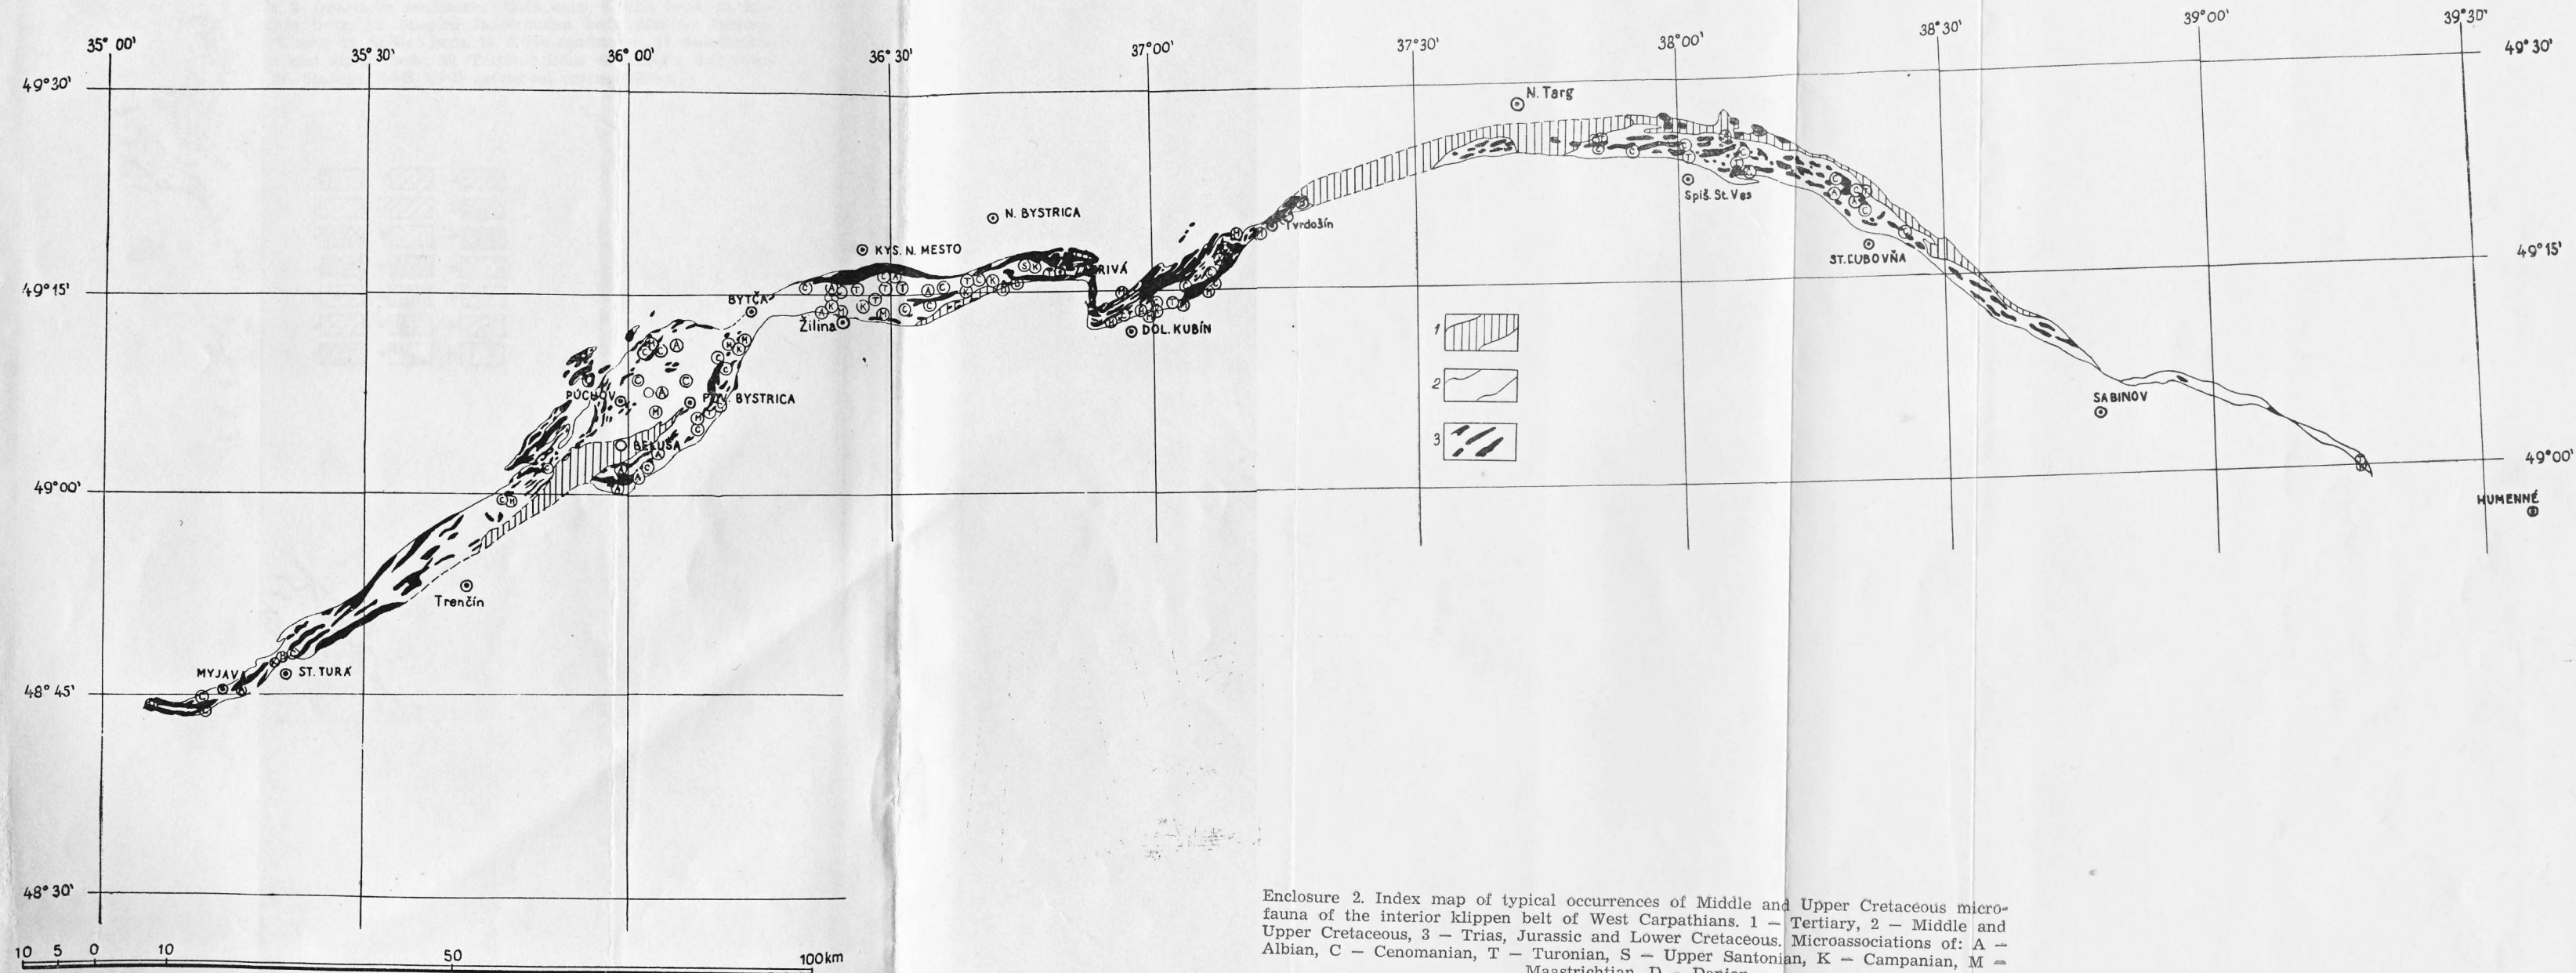 35° 00'
35° 30'
36° 00'
36° 30'
37° 00'
37° 30'
38° 00'
38° 30'
39° 00'
39° 30'
49° 30'
49° 30'
N. Targ
N. BYSTRICA
KYS. N. MESTO
Tvrdošín
Spiš. St. Ves
ST. ĽUBOVŇA
49° 15'
49° 15'
BYTČA
Žilina
DOL. KUBÍN
PÚCHOV
BYSTRICA
BELUŠA
1
2
3
SABINOV
49° 00'
49° 00'
HUMENNÉ
Trenčín
MYJAVA
ST. TURÁ
48° 45'
48° 30'
10 5 0 10 50 100 km
Enclosure 2. Index map of typical occurrences of Middle and Upper Cretaceous micro-
fauna of the interior klippen belt of West Carpathians. 1 — Tertiary, 2 — Middle and
Upper Cretaceous, 3 — Trias, Jurassic and Lower Cretaceous. Microassociations of: A —
Albian, C — Cenomanian, T — Turonian, S — Upper Santonian, K — Campanian, M —
Maastrichtian, D — Danian